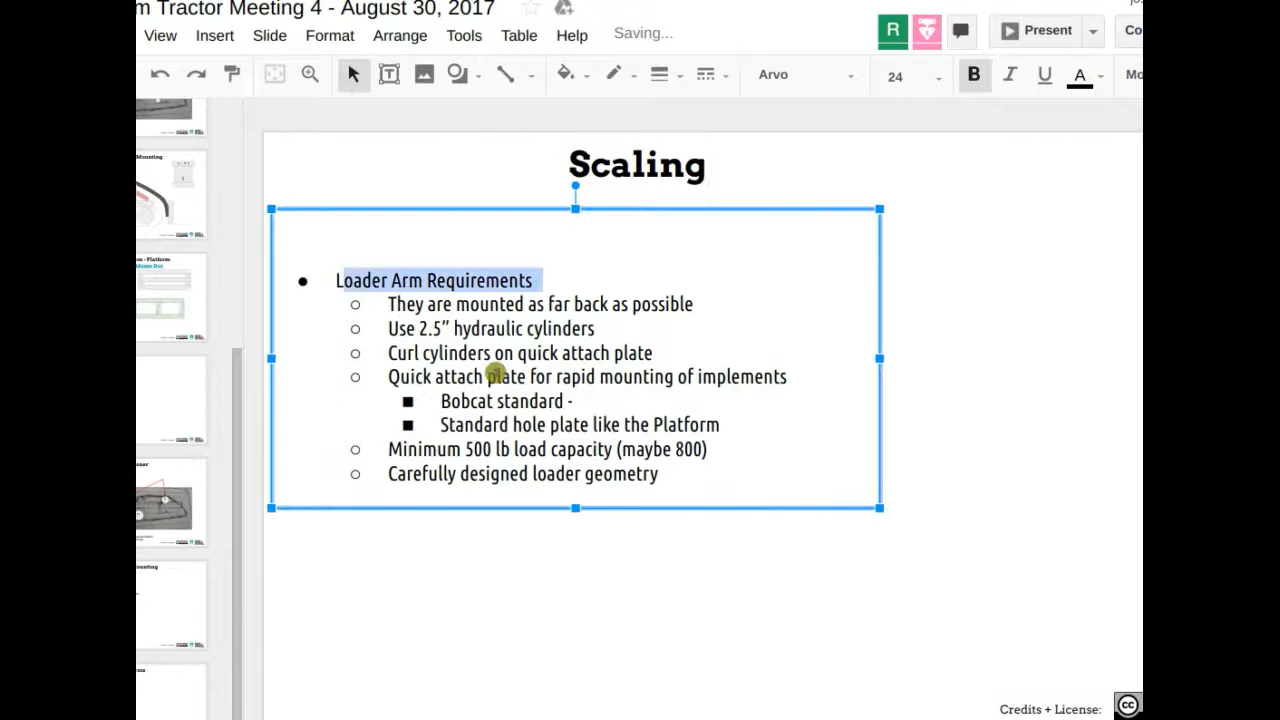 m Tractor Meeting 4 - August 30, 2017
View Insert Slide Format Arrange Tools Table Help Saving...
R Present
Arvo 24 B I U A
Scaling
● Loader Arm Requirements
○ They are mounted as far back as possible
○ Use 2.5” hydraulic cylinders
○ Curl cylinders on quick attach plate
○ Quick attach plate for rapid mounting of implements
■ Bobcat standard -
■ Standard hole plate like the Platform
○ Minimum 500 lb load capacity (maybe 800)
○ Carefully designed loader geometry
Credits + License: